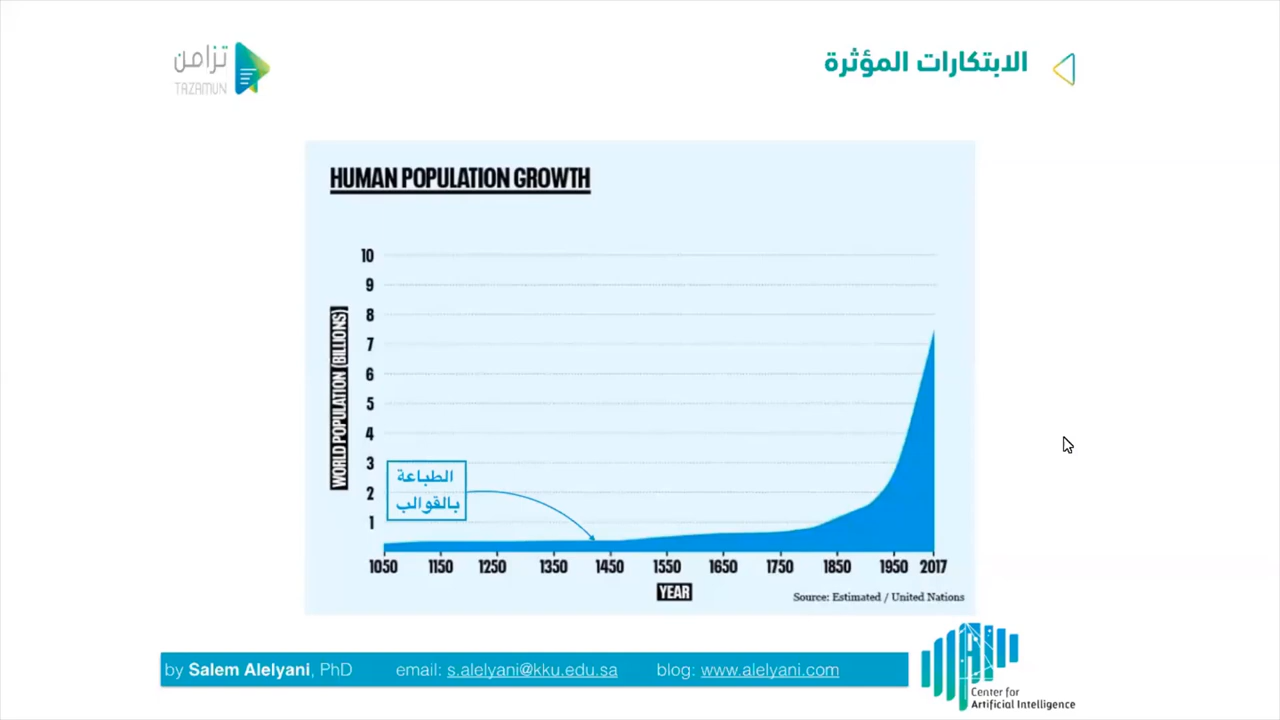 تزامن
TAZAMUN
الابتكارات المؤثرة
HUMAN POPULATION GROWTH
WORLD POPULATION (BILLIONS)
10
9
8
7
6
5
4
3
2
1
الطباعة
بالقوالب
1050 1150 1250 1350 1450 1550 1650 1750 1850 1950 2017
YEAR
Source: Estimated / United Nations
by Salem Alelyani, PhD email: s.alelyani@kku.edu.sa blog: www.alelyani.com
Center for
Artificial Intelligence